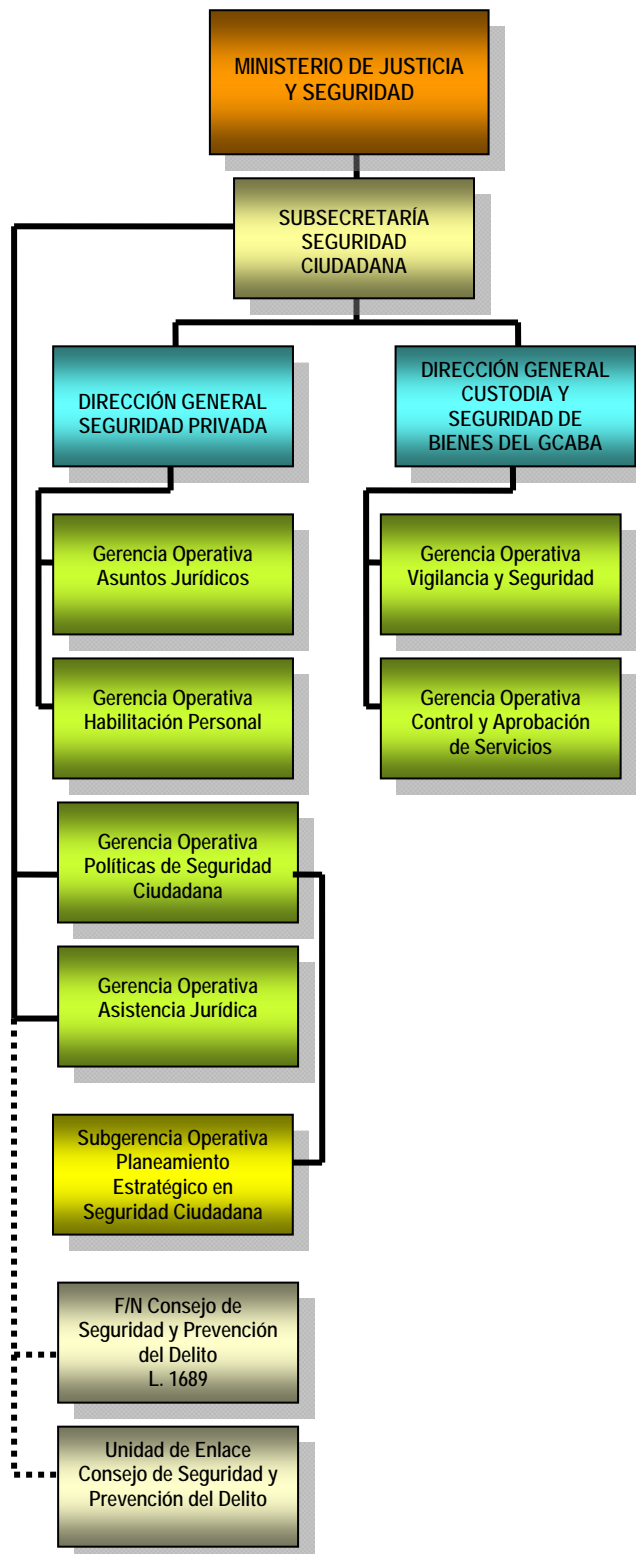 MINISTERIO DE JUSTICIA
Y SEGURIDAD
SUBSECRETARÍA
SEGURIDAD
CIUDADANA
DIRECCIÓN GENERAL
SEGURIDAD PRIVADA
DIRECCIÓN GENERAL
CUSTODIA Y
SEGURIDAD DE
BIENES DEL GCABA
Gerencia Operativa
Asuntos Jurídicos
Gerencia Operativa
Vigilancia y Seguridad
Gerencia Operativa
Habilitación Personal
Gerencia Operativa
Control y Aprobación
de Servicios
Gerencia Operativa
Políticas de Seguridad
Ciudadana
Gerencia Operativa
Asistencia Jurídica
Subgerencia Operativa
Planeamiento
Estratégico en
Seguridad Ciudadana
F/N Consejo de
Seguridad y Prevención
del Delito
L. 1689
Unidad de Enlace
Consejo de Seguridad y
Prevención del Delito